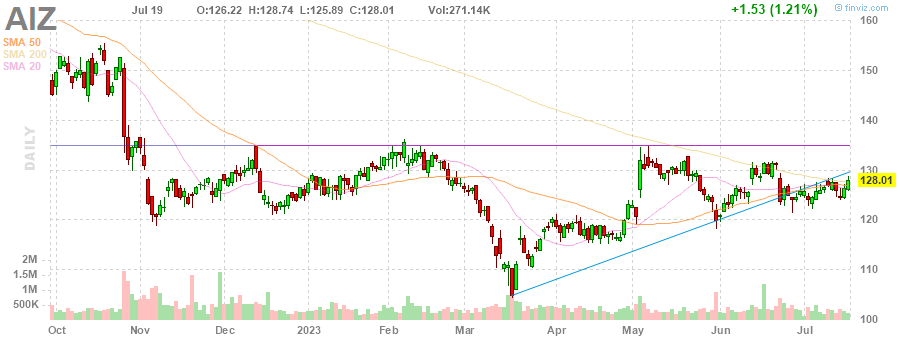 AIZ
Jul 19 O:126.22 H:128.74 L:125.89 C:128.01 Vol:271.14K +1.53 (1.21%)
© finviz.com
SMA 50
SMA 200
SMA 20
DAILY
160
150
140
130
128.01
120
110
100
2M
1.5M
1M
500K
Oct Nov Dec 2023 Feb Mar Apr May Jun Jul